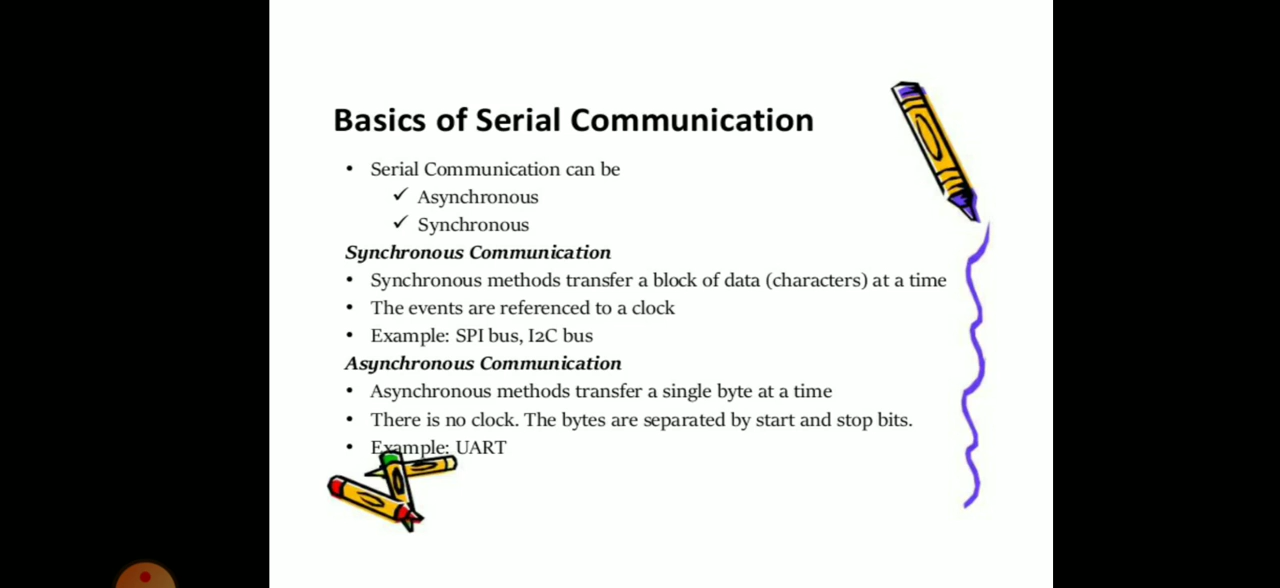 Basics of Serial Communication
• Serial Communication can be
✓ Asynchronous
✓ Synchronous
Synchronous Communication
• Synchronous methods transfer a block of data (characters) at a time
• The events are referenced to a clock
• Example: SPI bus, I2C bus
Asynchronous Communication
• Asynchronous methods transfer a single byte at a time
• There is no clock. The bytes are separated by start and stop bits.
• Example: UART